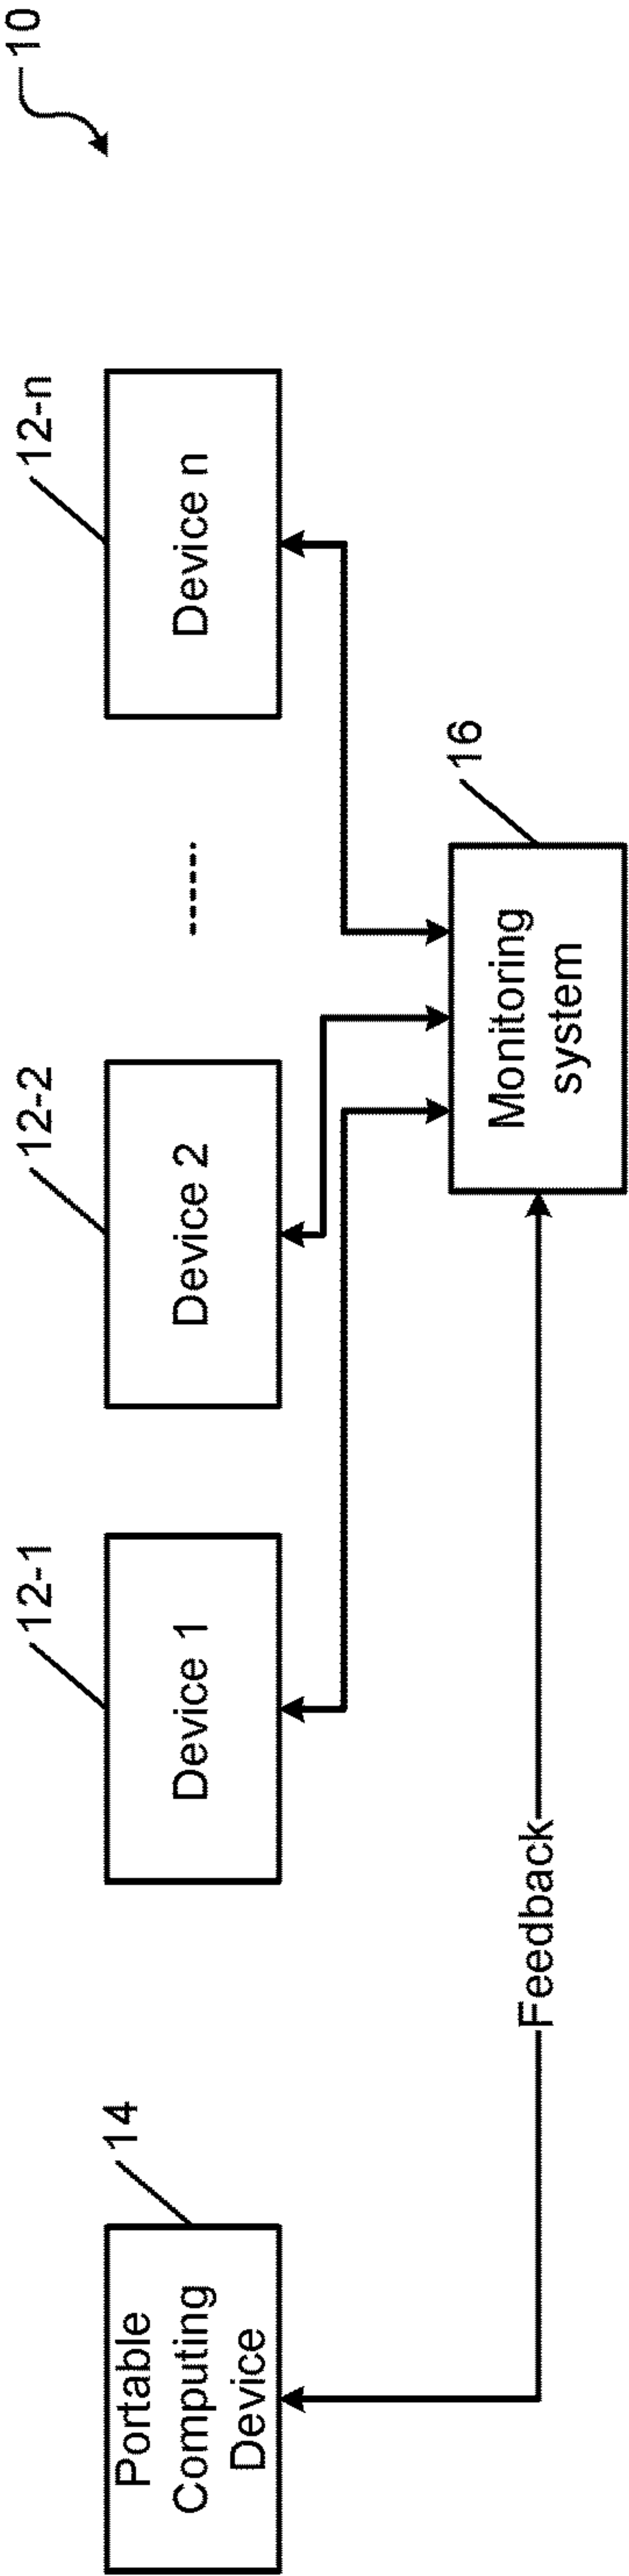 10
12-1
12-2
12-n
14
Portable
Computing
Device
Device 1
Device 2
Device n
16
Feedback
Monitoring
system